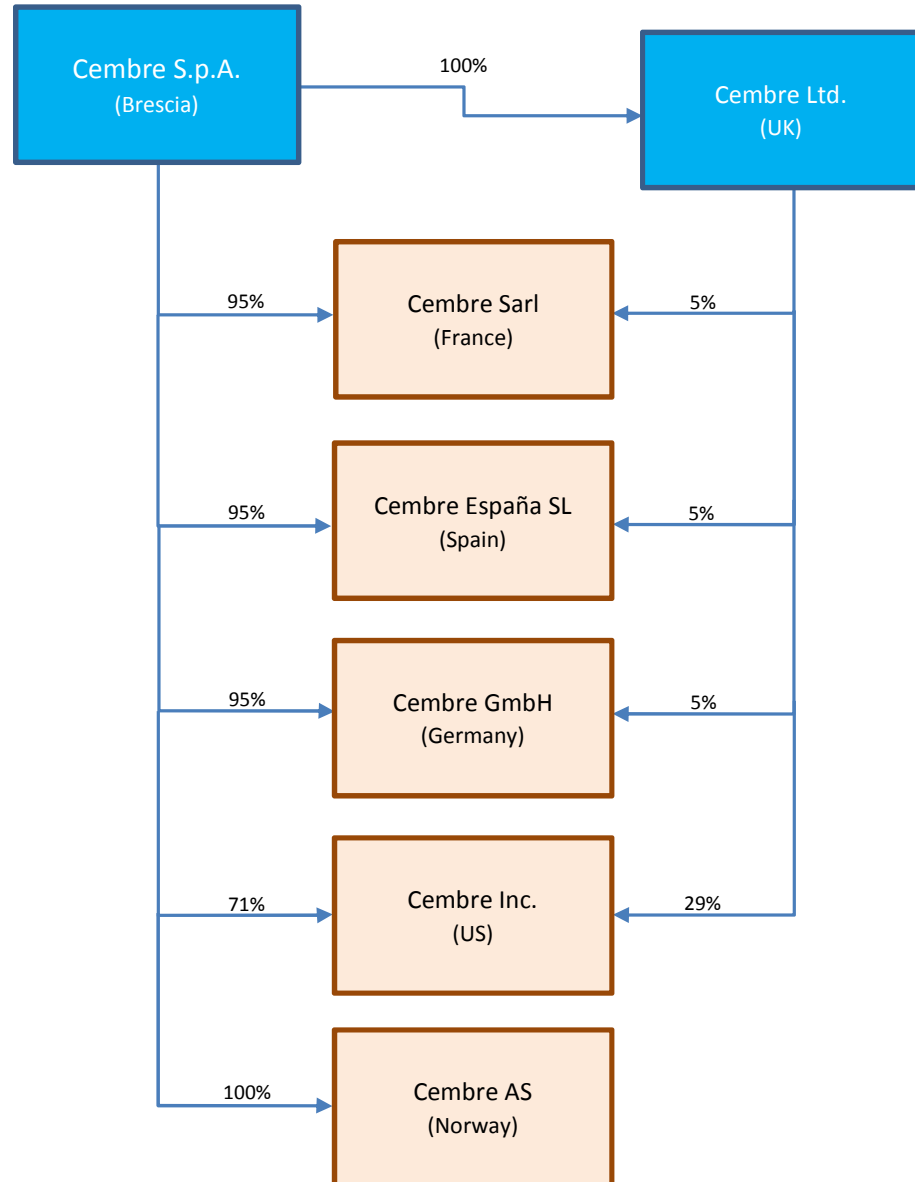 Cembre S.p.A.
(Brescia)
100%
Cembre Ltd.
(UK)
95%
Cembre Sarl
(France)
5%
95%
Cembre España SL
(Spain)
5%
95%
Cembre GmbH
(Germany)
5%
71%
Cembre Inc.
(US)
29%
100%
Cembre AS
(Norway)